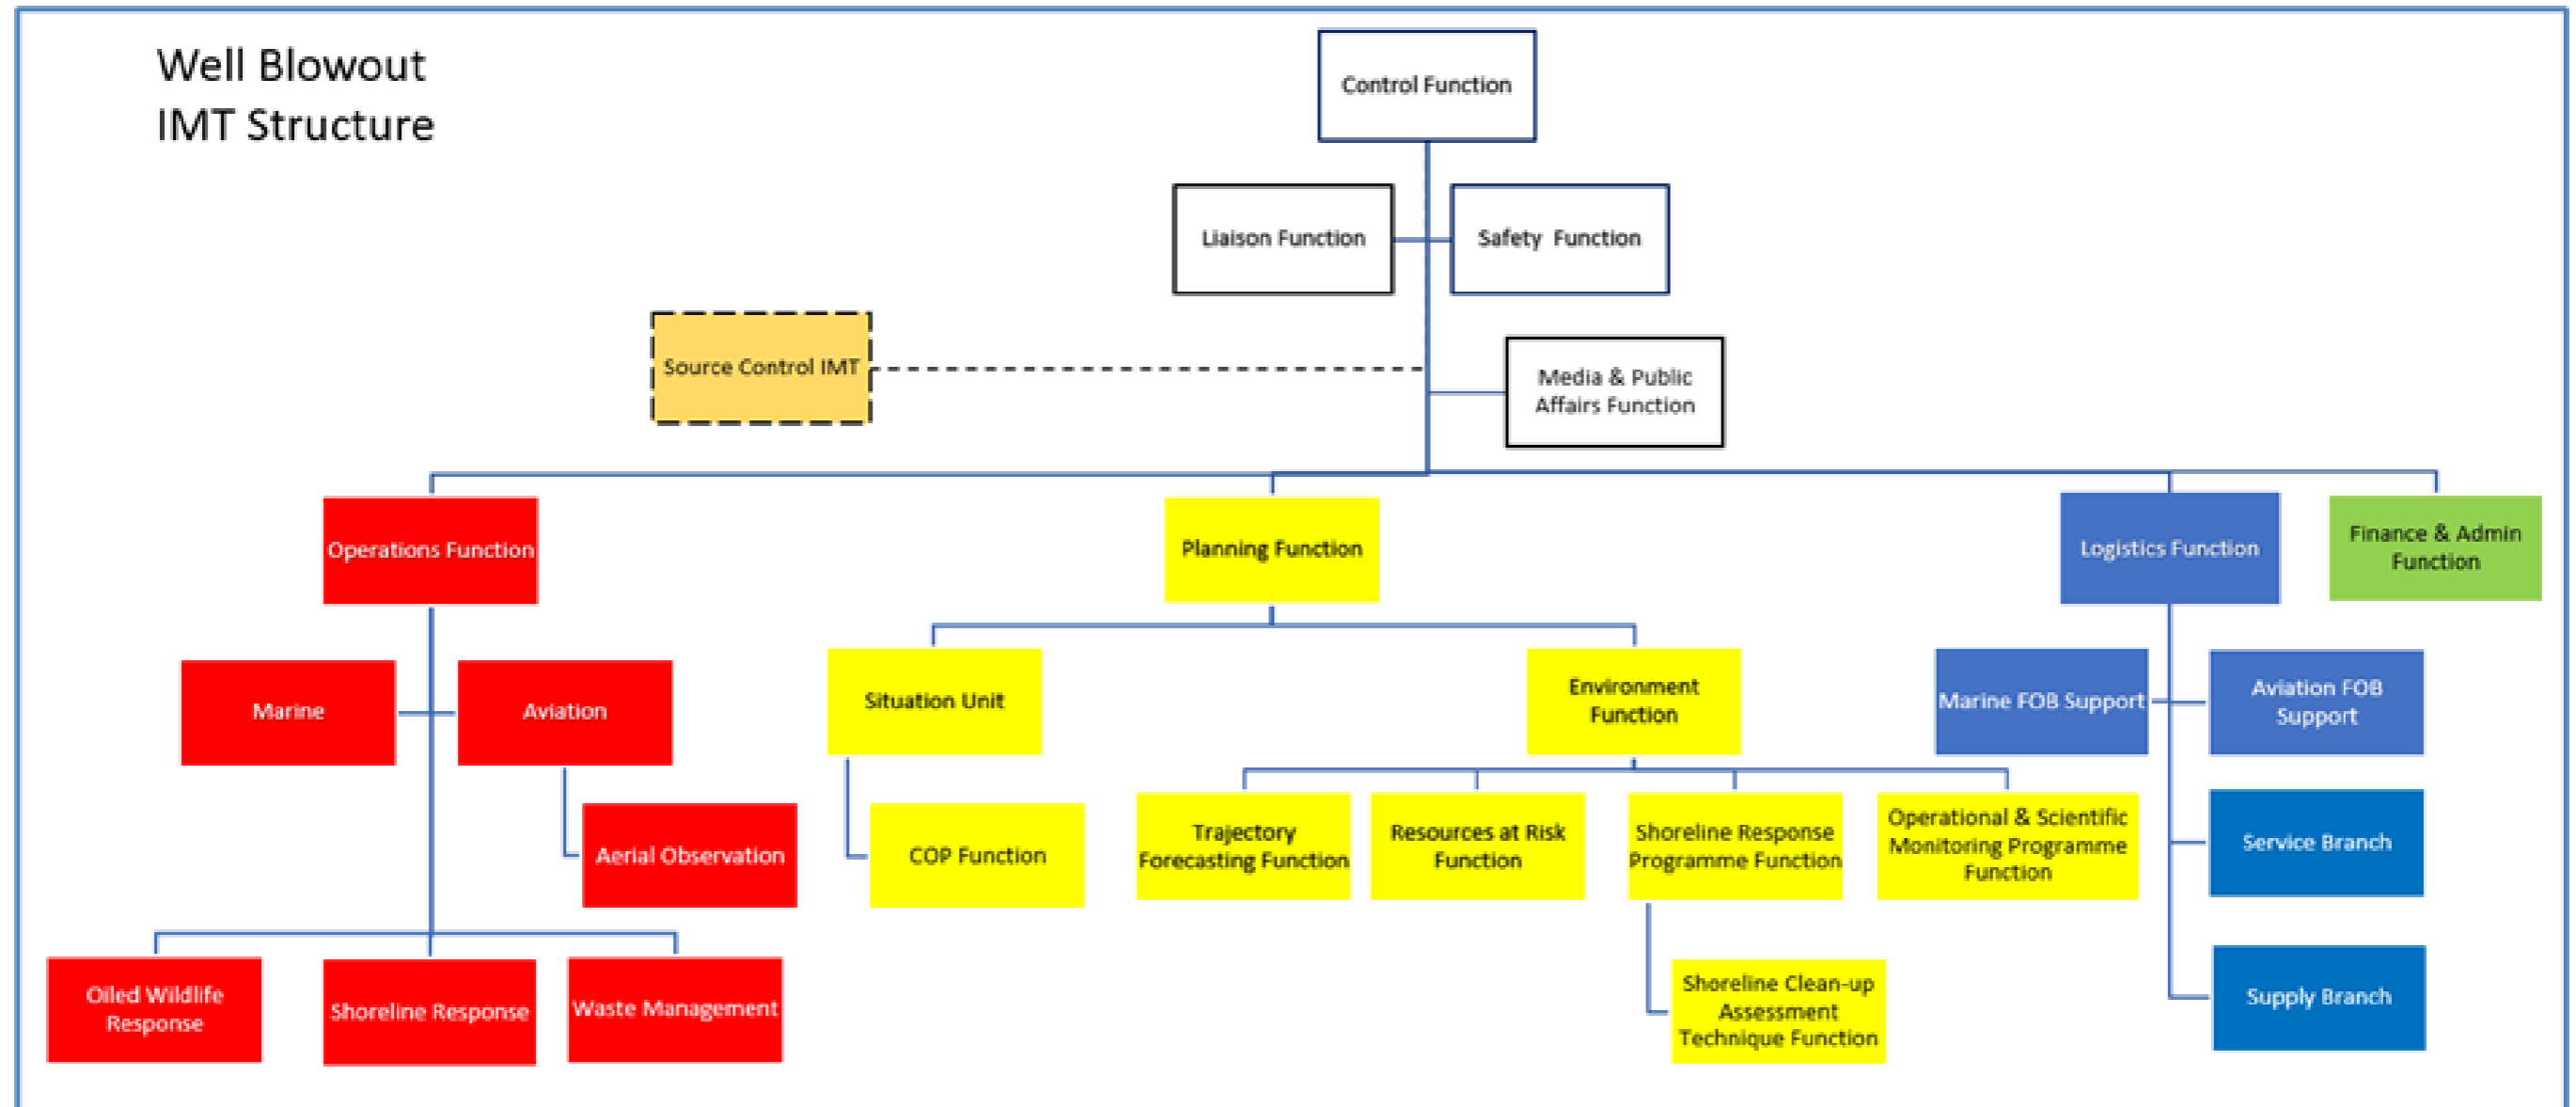 Well Blowout
IMT Structure
Control Function
Liaison Function
Safety Function
Source Control IMT
Media & Public
Affairs Function
Operations Function
Planning Function
Logistics Function
Finance & Admin
Function
Marine
Aviation
Situation Unit
Environment
Function
Marine FOB Support
Aviation FOB
Support
Aerial Observation
COP Function
Trajectory
Forecasting Function
Resources at Risk
Function
Shoreline Response
Programme Function
Operational & Scientific
Monitoring Programme
Function
Service Branch
Oiled Wildlife
Response
Shoreline Response
Waste Management
Shoreline Clean-up
Assessment
Technique Function
Supply Branch